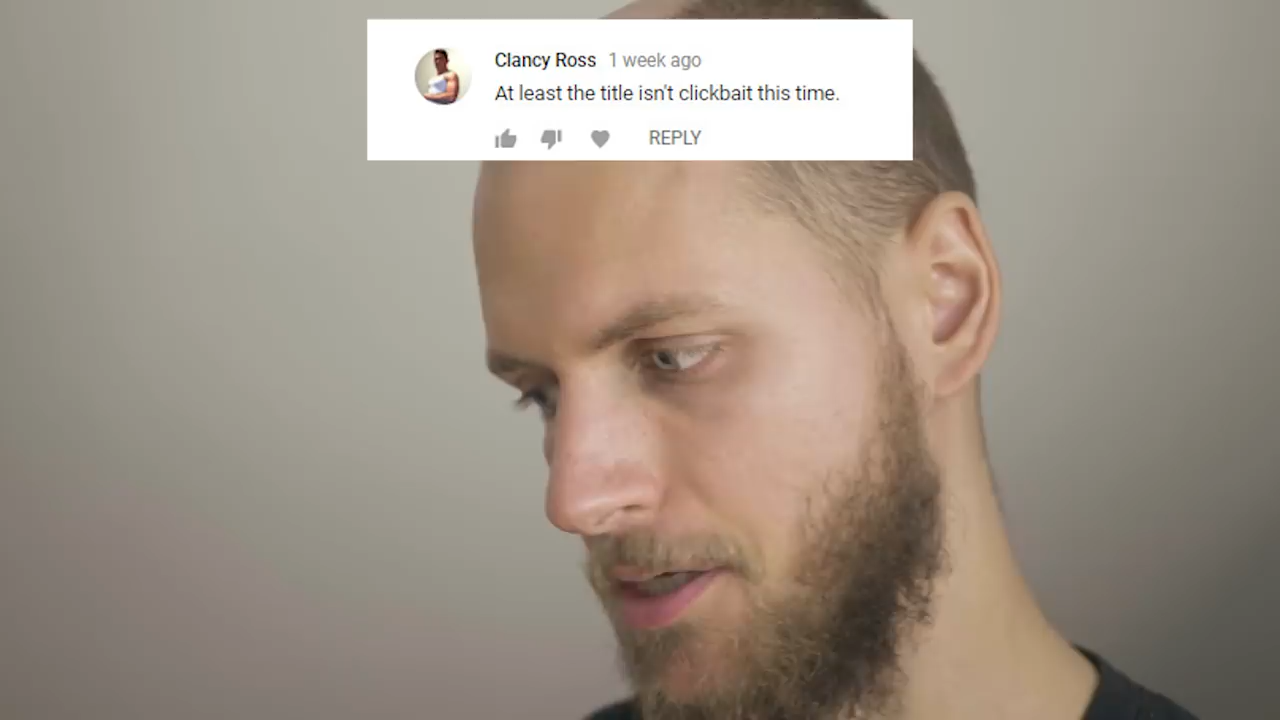 Clancy Ross 1 week ago
At least the title isn't clickbait this time.
REPLY